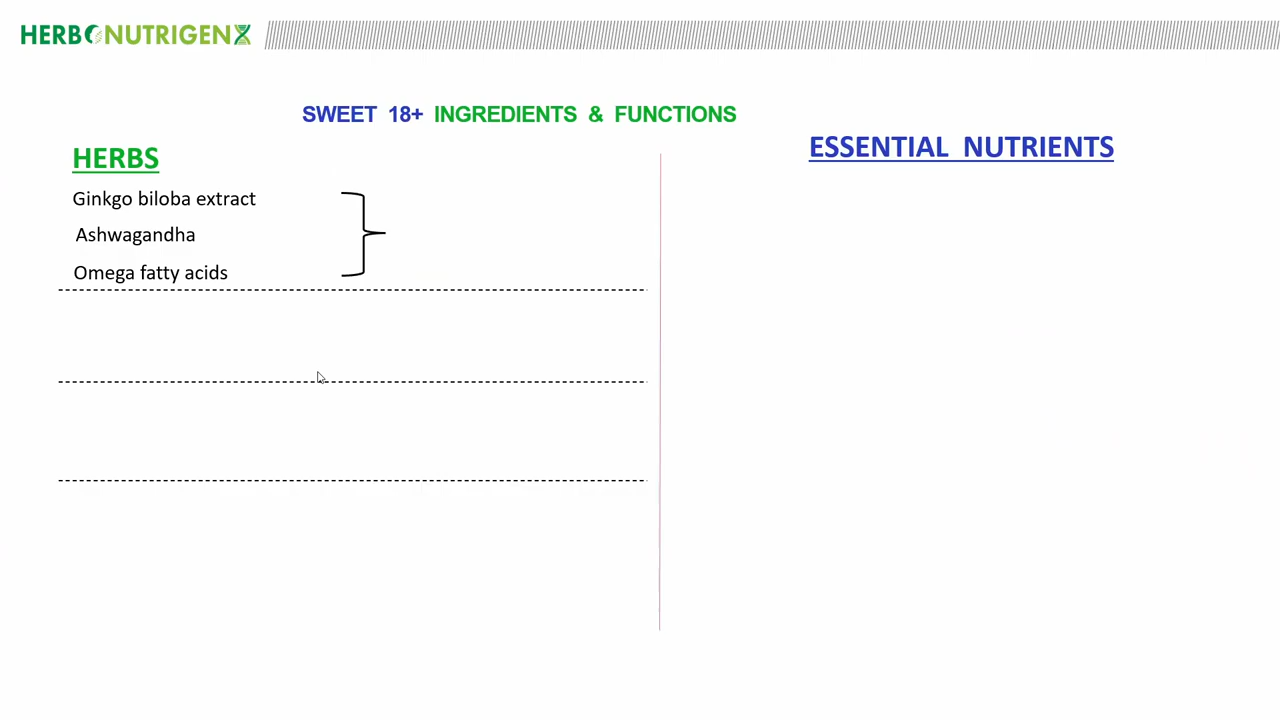 HERBONUTRIGENX
SWEET 18+ INGREDIENTS & FUNCTIONS
HERBS
Ginkgo biloba extract
Ashwagandha
Omega fatty acids
ESSENTIAL NUTRIENTS